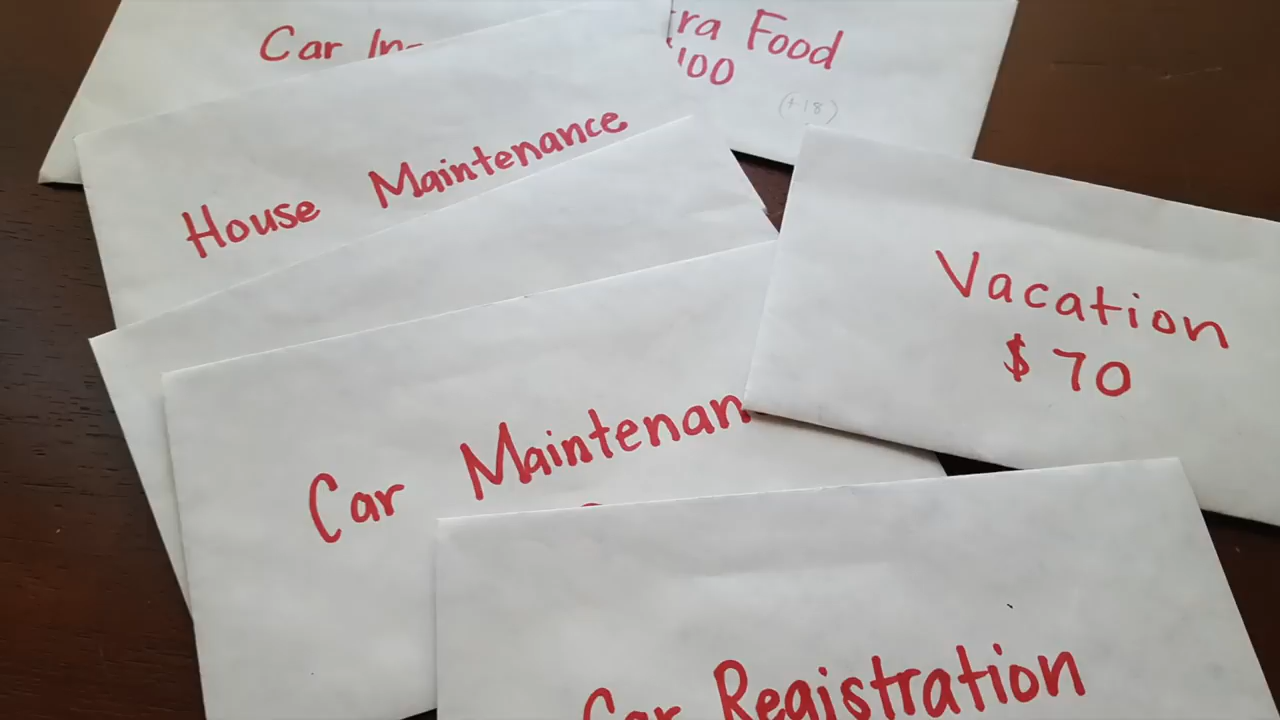 Car In-
ra Food
100
(+18)
House Maintenance
Vacation
$70
Car Maintenan
Car Registration